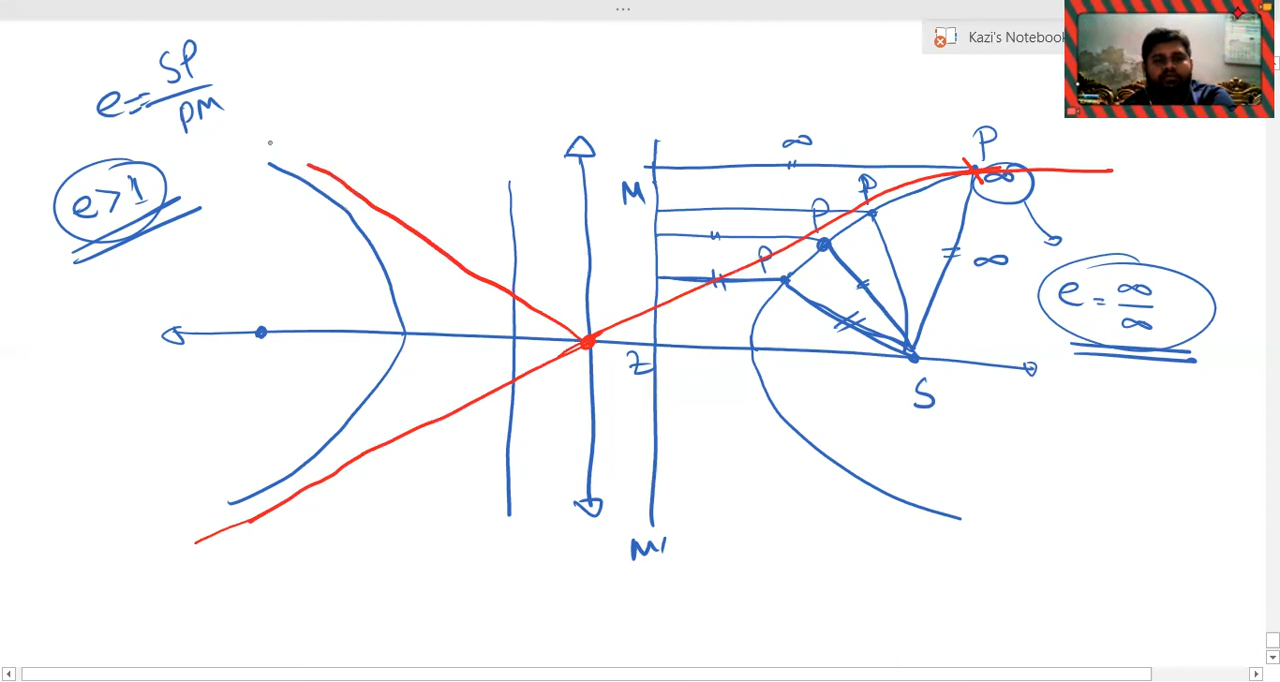 ...
Kazi's Notebook
e = SP
PM
e > 1
∞
P
M
P
P
P
∞
= ∞
e = ∞
∞
Z
S
M'